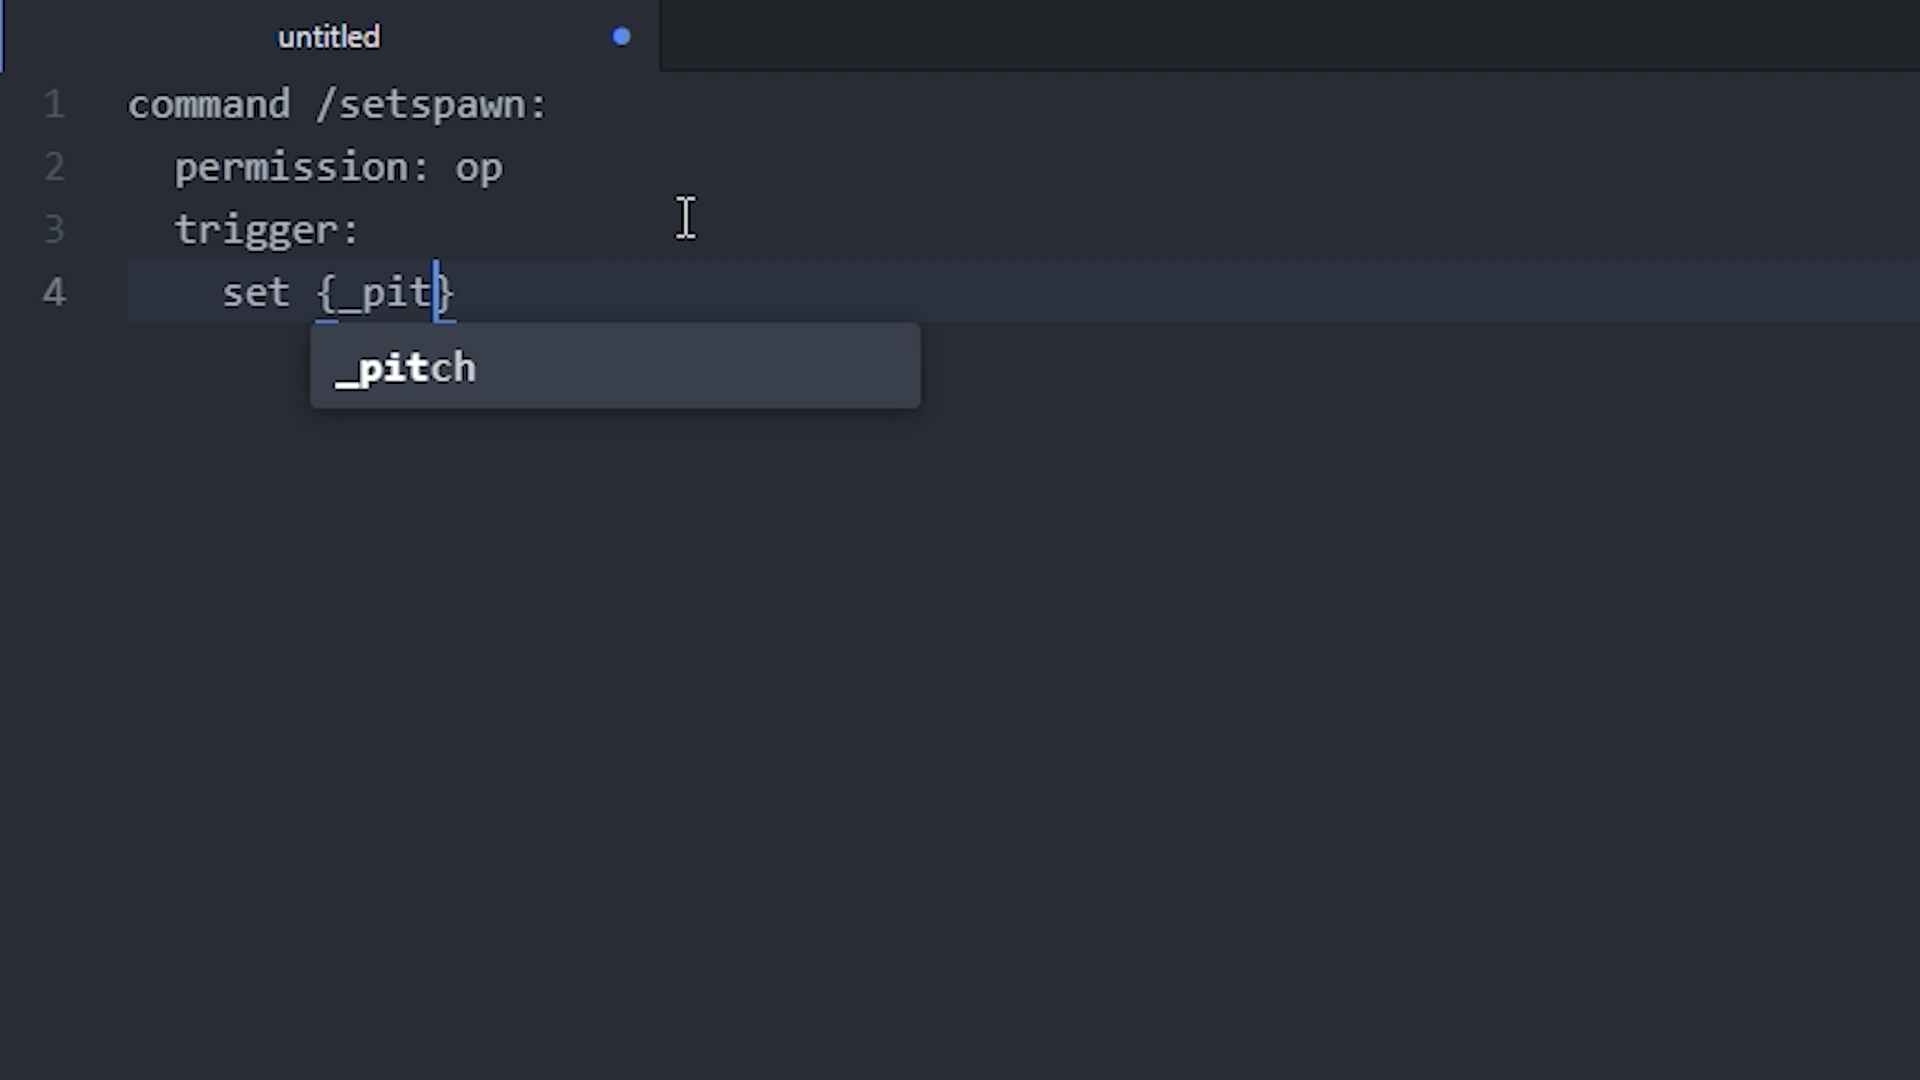 untitled
1 command /setspawn:
2 permission: op
3 trigger:
4 set {_pit}
_pitch